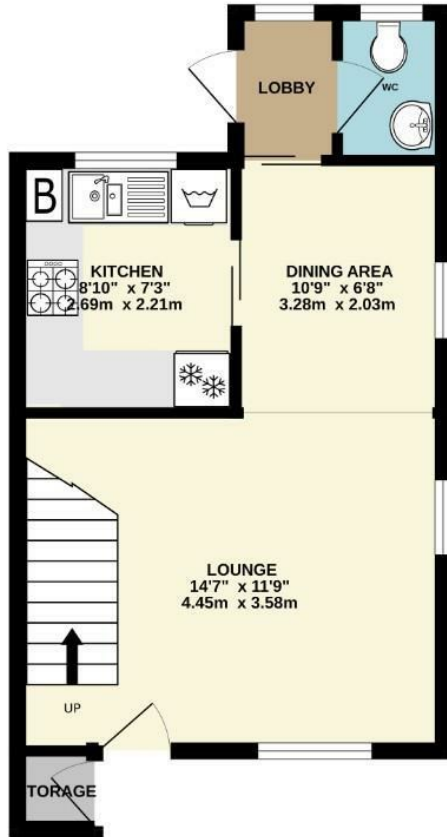 LOBBY
WC
B
KITCHEN
8'10" x 7'3"
2.69m x 2.21m
DINING AREA
10'9" x 6'8"
3.28m x 2.03m
LOUNGE
14'7" x 11'9"
4.45m x 3.58m
UP
TORAGE